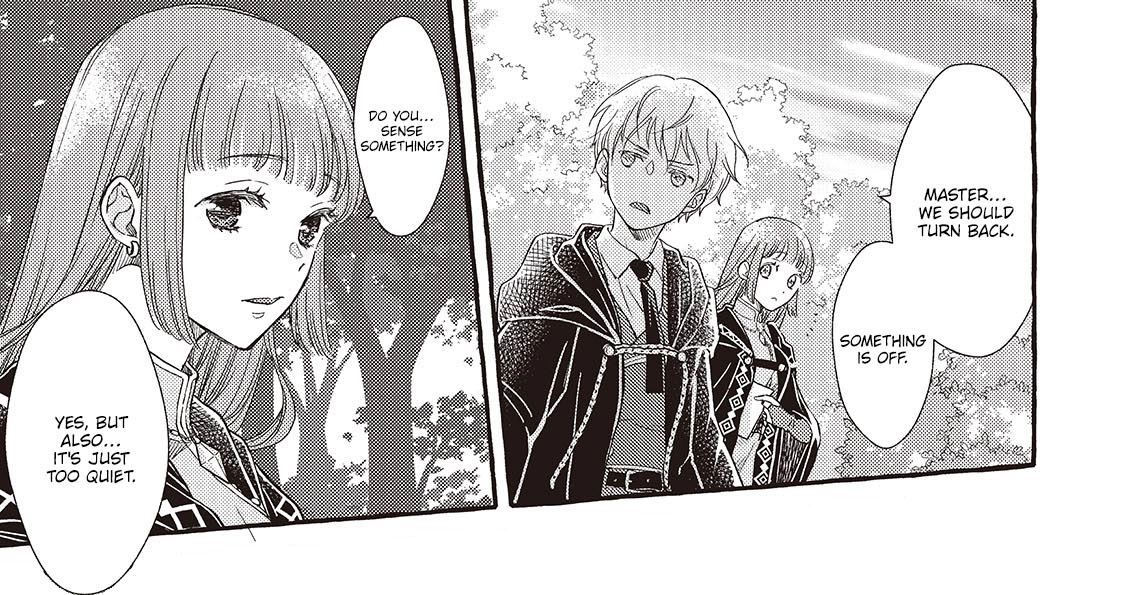 MASTER...
WE SHOULD
TURN BACK.
SOMETHING
IS OFF.
DO YOU...
SENSE
SOMETHING?
YES, BUT
ALSO...
IT'S JUST
TOO QUIET.